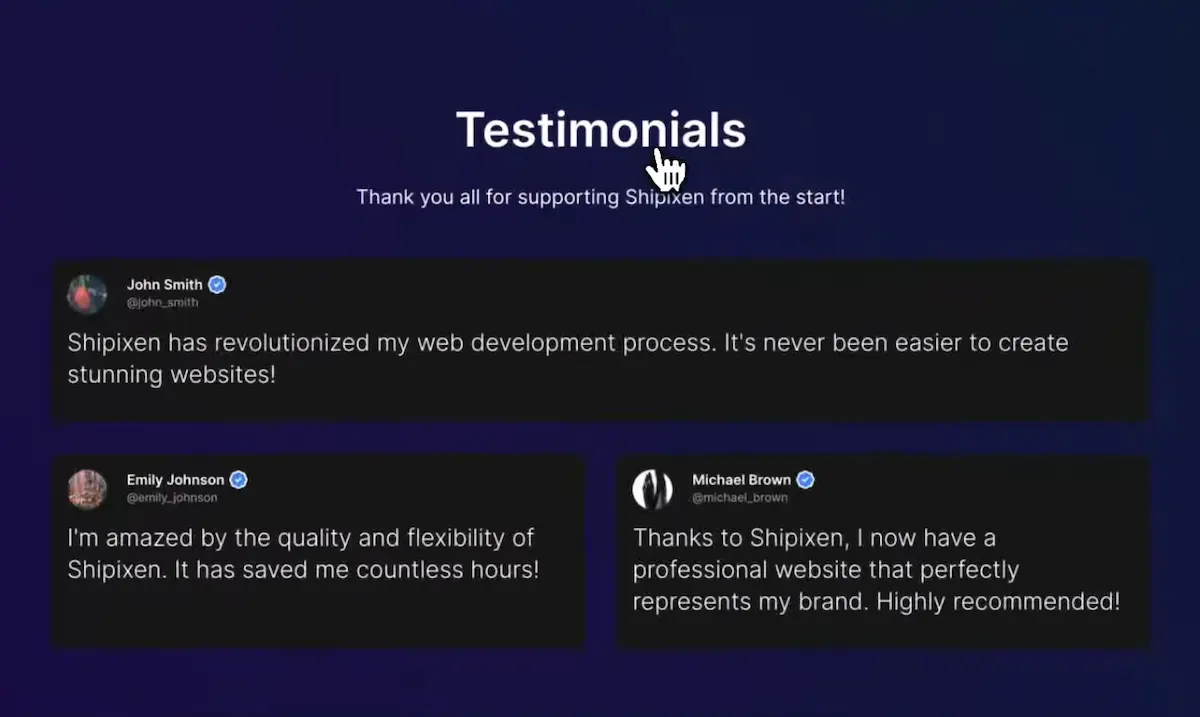 Testimonials
Thank you all for supporting Shipixen from the start!
John Smith
@john_smith
Shipixen has revolutionized my web development process. It's never been easier to create
stunning websites!
Emily Johnson
@emily_johnson
I'm amazed by the quality and flexibility of
Shipixen. It has saved me countless hours!
Michael Brown
@michael_brown
Thanks to Shipixen, I now have a
professional website that perfectly
represents my brand. Highly recommended!